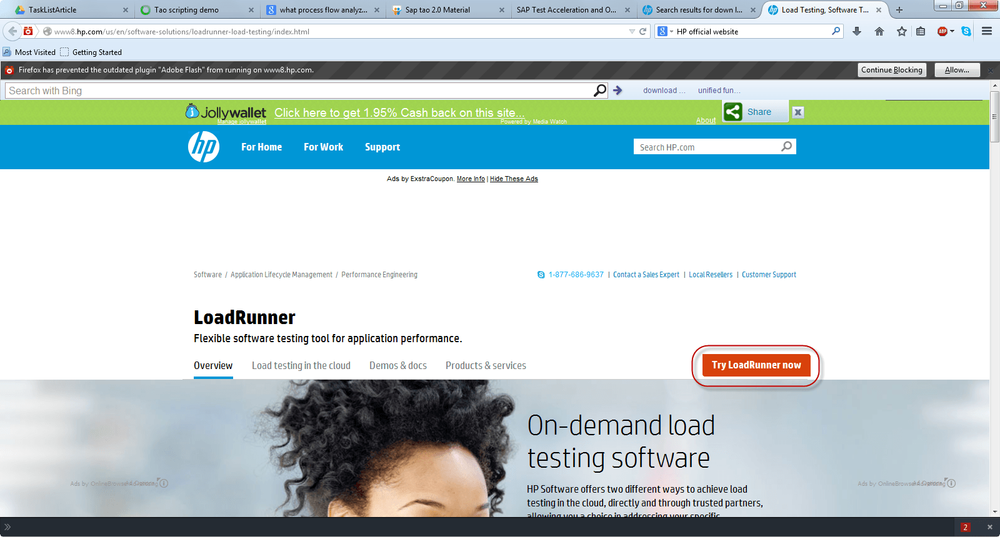 TaskListArticle
Tao scripting demo
what process flow analyz...
Sap tao 2.0 Material
SAP Test Acceleration and O...
Search results for down l...
Load Testing, Software T...
www8.hp.com/us/en/software-solutions/loadrunner-load-testing/index.html
HP official website
ABP
Most Visited
Getting Started
Firefox has prevented the outdated plugin "Adobe Flash" from running on www8.hp.com.
Continue Blocking
Allow...
Search with Bing
download ...
unified fun...
Jollywallet
Manage jollywallet
Click here to get 1.95% Cash back on this site...
Powered by Media Watch
About
Share
hp
For Home
For Work
Support
Search HP.com
Ads by ExstraCoupon. More Info | Hide These Ads
Software / Application Lifecycle Management / Performance Engineering
1-877-686-9637 | Contact a Sales Expert | Local Resellers | Customer Support
LoadRunner
Flexible software testing tool for application performance.
Overview
Load testing in the cloud
Demos & docs
Products & services
Try LoadRunner now
On-demand load
testing software
HP Software offers two different ways to achieve load
testing in the cloud, directly and through trusted partners,
allowing you a choice in addressing your specific
Ads by OnlineBrowserAdvertising
Ad Options
Ads by OnlineBrowserAdvertising
Ad Options
2